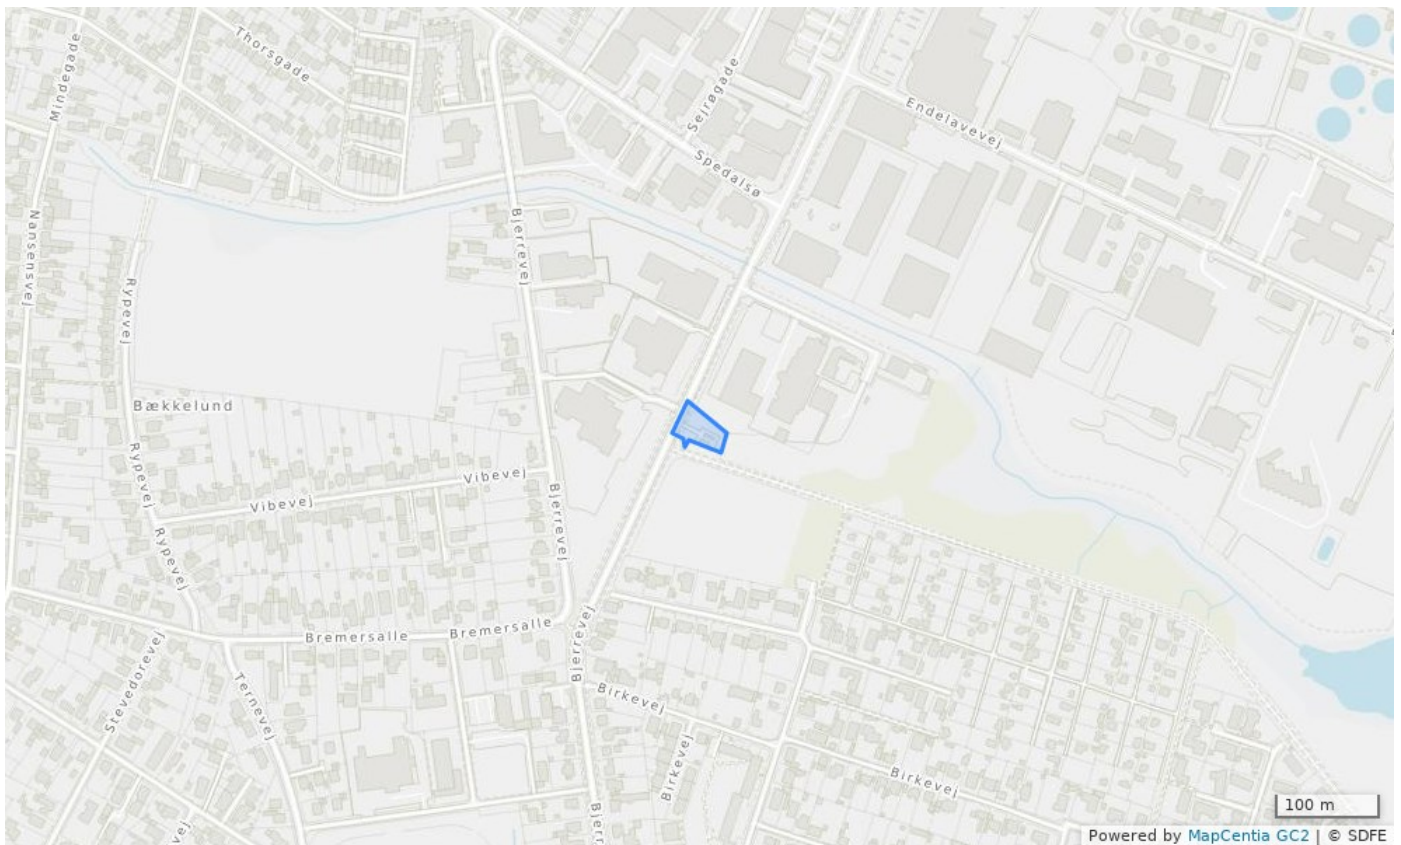 Thorsgade
Mindegade
Sejrøgade
Endelavevej
Spedalsø
Nansensvej
Bjerrevej
Rypevej
Bækkelund
Rypevej
Vibevej
Vibevej
Bjerrevej
Rypevej
Bremersalle
Bremersalle
Bjerrevej
Stevedorevej
Ternevej
Birkevej
Birkevej
Birkevej
100 m
Powered by MapCentia GC2 | © SDFE